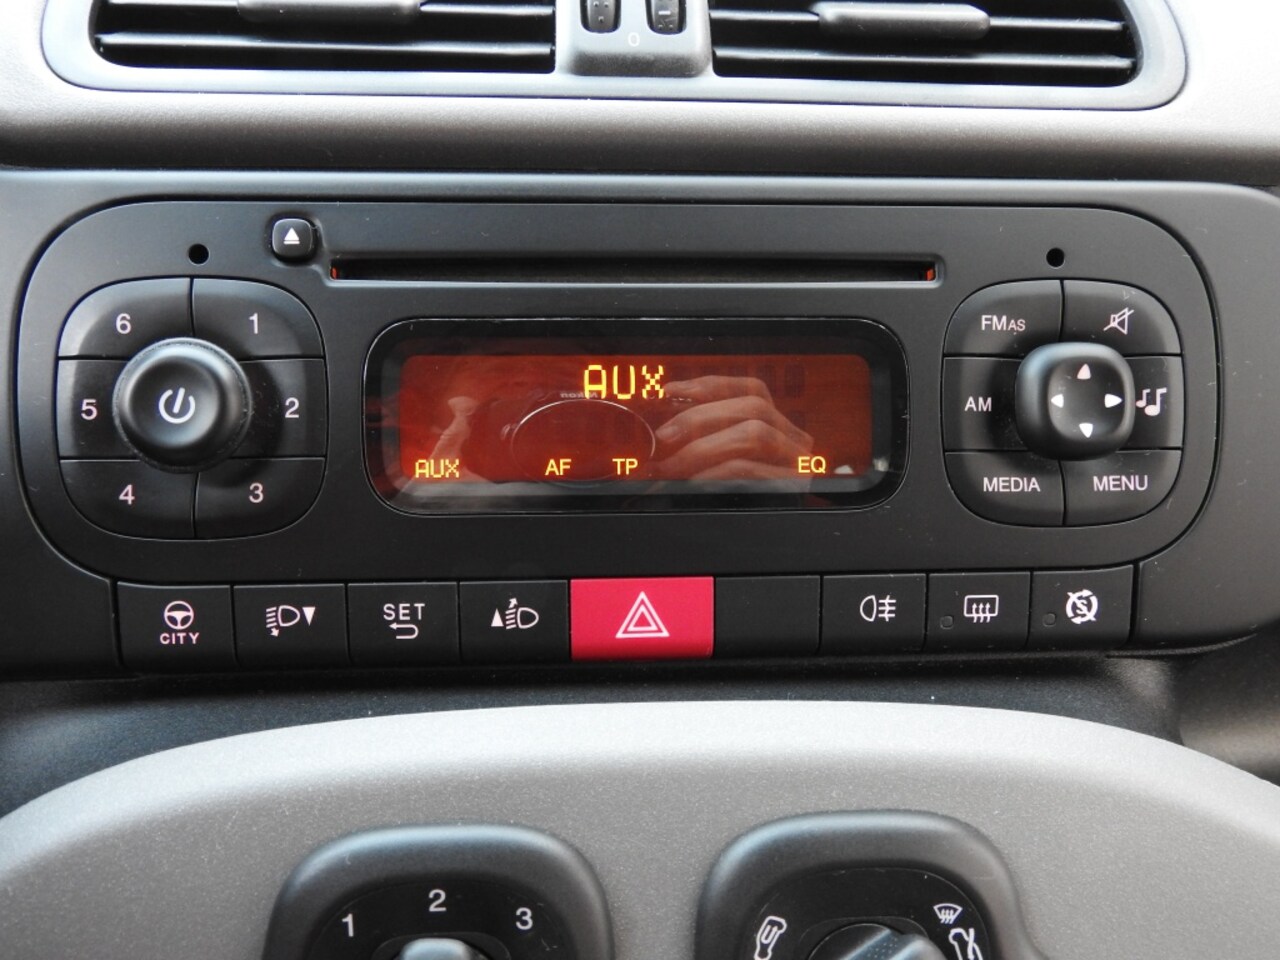 0
6 1
5 2
4 3
AUX
AUX AF TP EQ
FMAS
AM
MEDIA MENU
CITY
SET
1 2 3